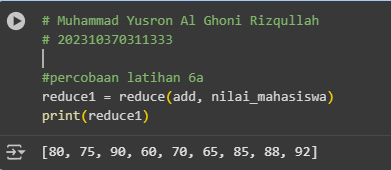 # Muhammad Yusron Al Ghoni Rizqullah
# 202310370311333
#percobaan latihan 6a
reduce1 = reduce(add, nilai_mahasiswa)
print(reduce1)
[80, 75, 90, 60, 70, 65, 85, 88, 92]